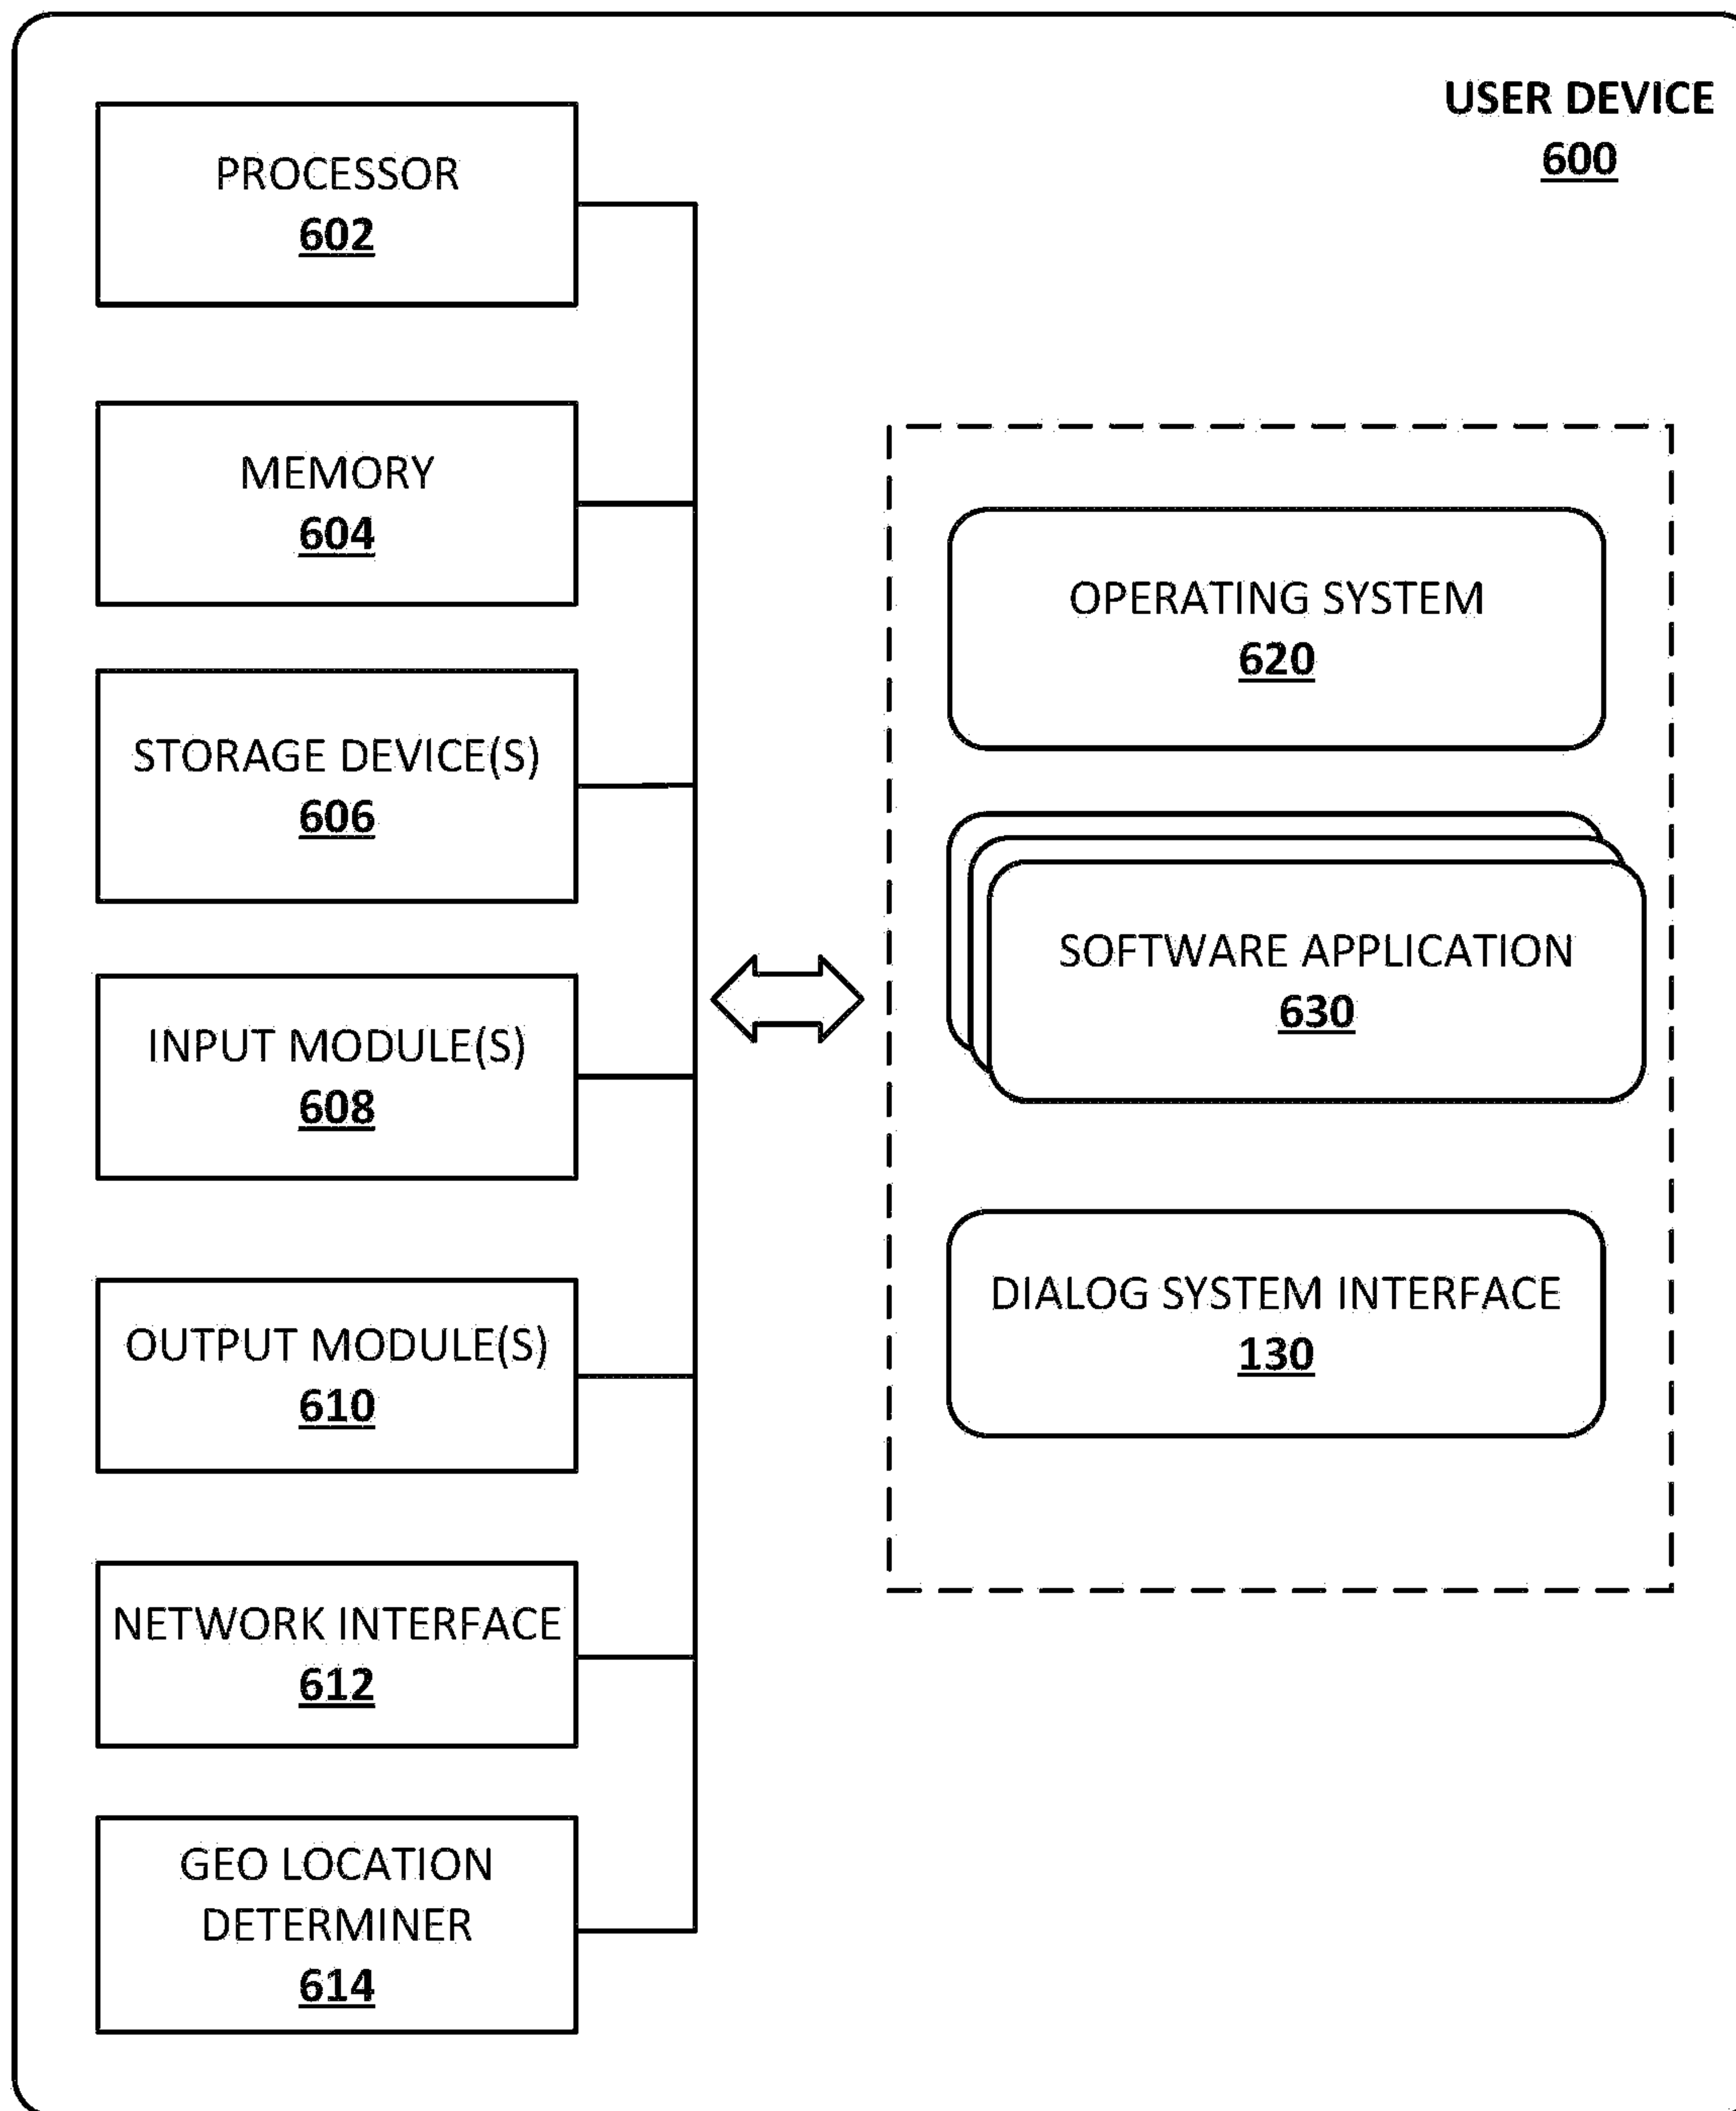 USER DEVICE
600
PROCESSOR
602
MEMORY
604
STORAGE DEVICE(S)
606
INPUT MODULE(S)
608
OUTPUT MODULE(S)
610
NETWORK INTERFACE
612
GEO LOCATION
DETERMINER
614
OPERATING SYSTEM
620
SOFTWARE APPLICATION
630
DIALOG SYSTEM INTERFACE
130